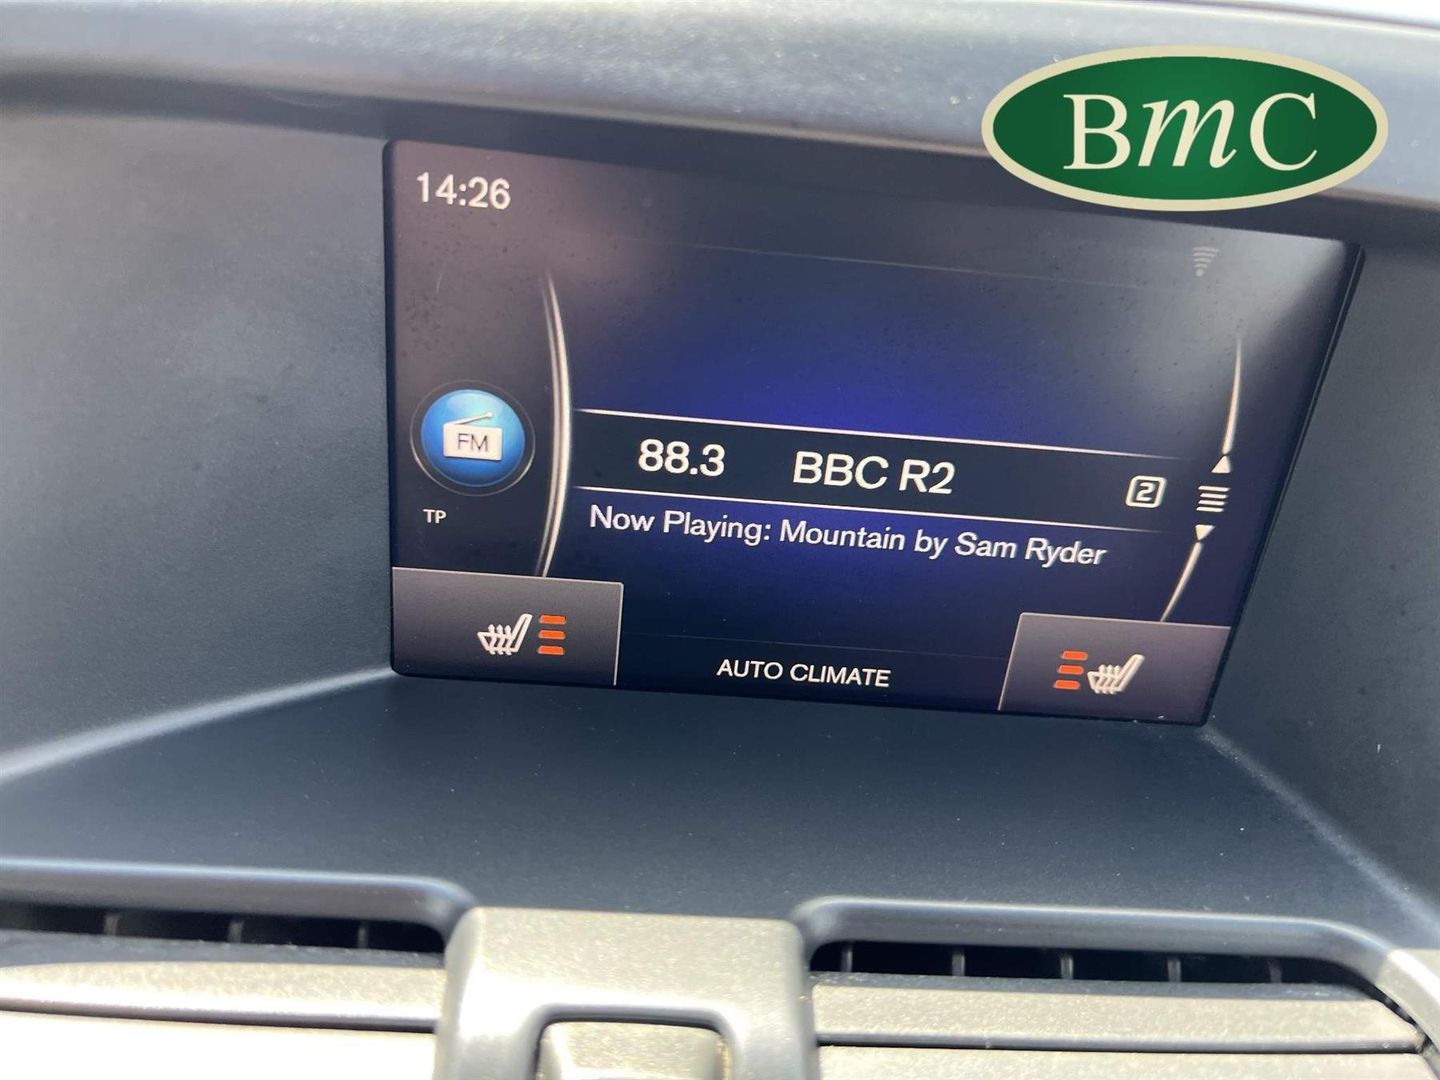 BmC
14:26
FM
88.3 BBC R2 2
TP
Now Playing: Mountain by Sam Ryder
AUTO CLIMATE